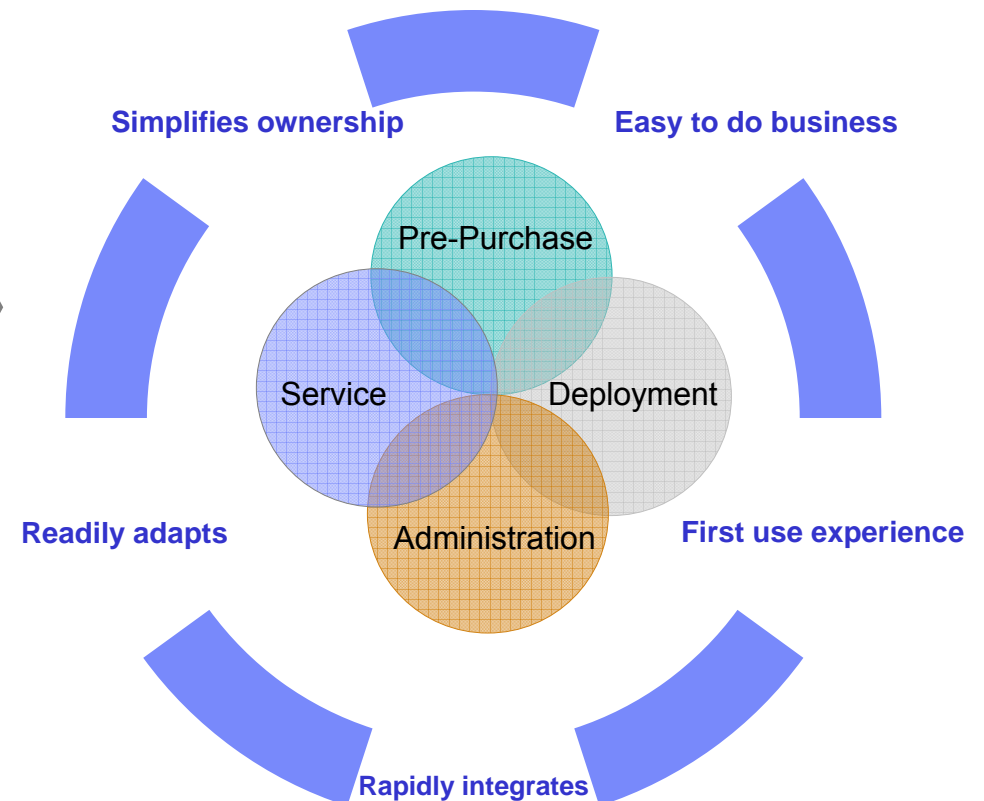 Simplifies ownership
Easy to do business
Pre-Purchase
Service
Deployment
Administration
Readily adapts
First use experience
Rapidly integrates